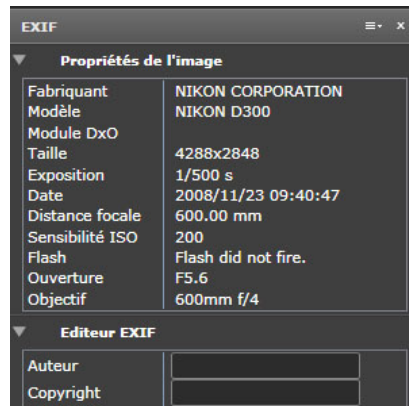 EXIF
Propriétés de l'image
Fabriquant NIKON CORPORATION
Modèle NIKON D300
Module DxO
Taille 4288x2848
Exposition 1/500 s
Date 2008/11/23 09:40:47
Distance focale 600.00 mm
Sensibilité ISO 200
Flash Flash did not fire.
Ouverture F5.6
Objectif 600mm f/4
Editeur EXIF
Auteur
Copyright